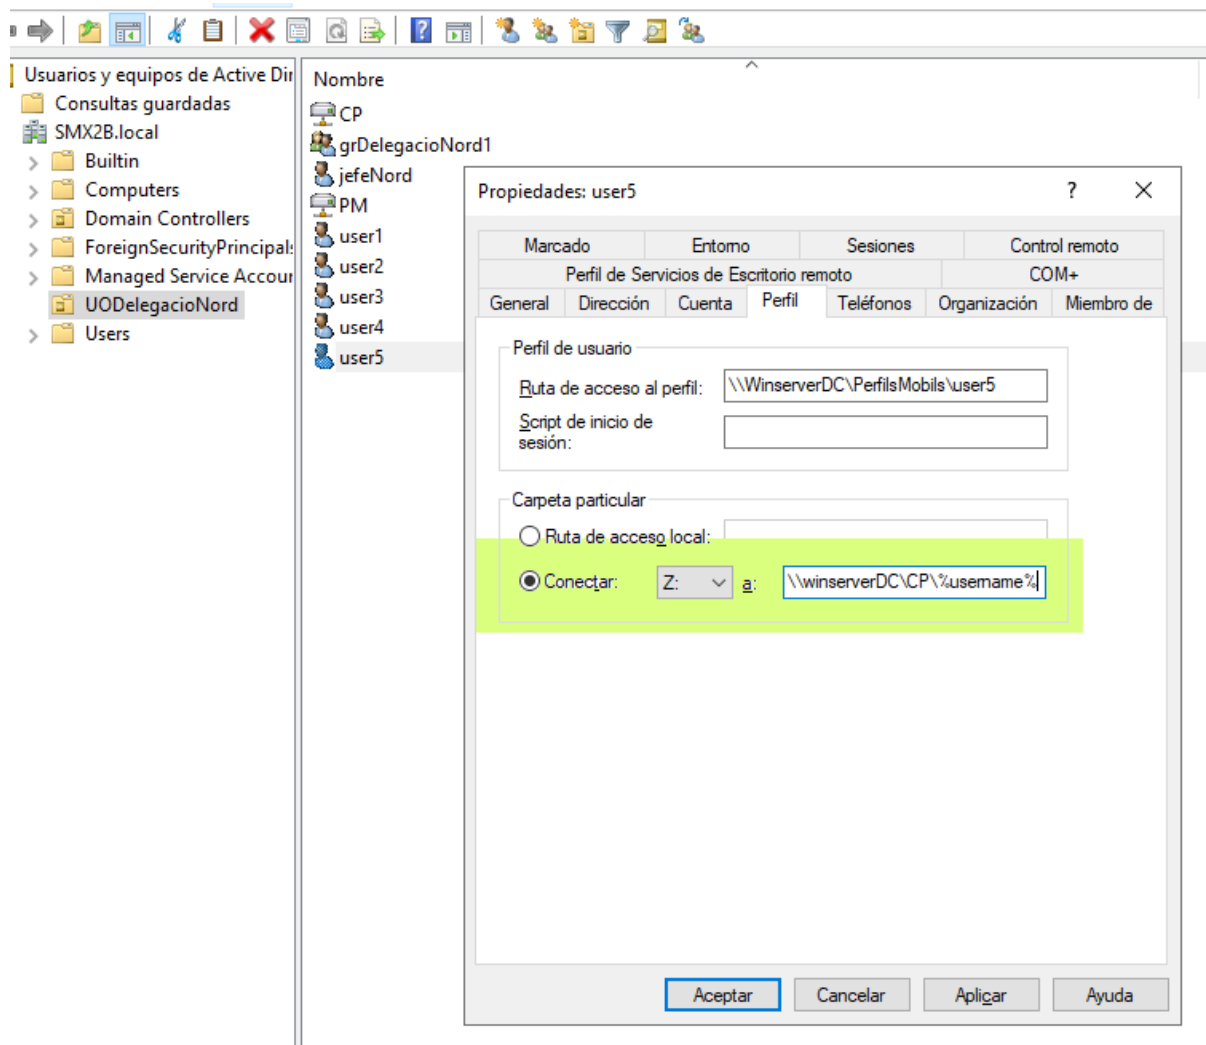 Usuarios y equipos de Active Dir
Consultas guardadas
SMX2B.local
Builtin
Computers
Domain Controllers
ForeignSecurityPrincipals
Managed Service Accour
UODelegacioNord
Users
Nombre
CP
grDelegacioNord1
jefeNord
PM
user1
user2
user3
user4
user5
Propiedades: user5
?
Marcado Entorno Sesiones Control remoto
Perfil de Servicios de Escritorio remoto COM+
General Dirección Cuenta Perfil Teléfonos Organización Miembro de
Perfil de usuario
Ruta de acceso al perfil: \\WinserverDC\PerfilsMobils\user5
Script de inicio de
sesión:
Carpeta particular
Ruta de acceso local:
Conectar: Z: a: \\winserverDC\CP\%username%
Aceptar Cancelar Aplicar Ayuda